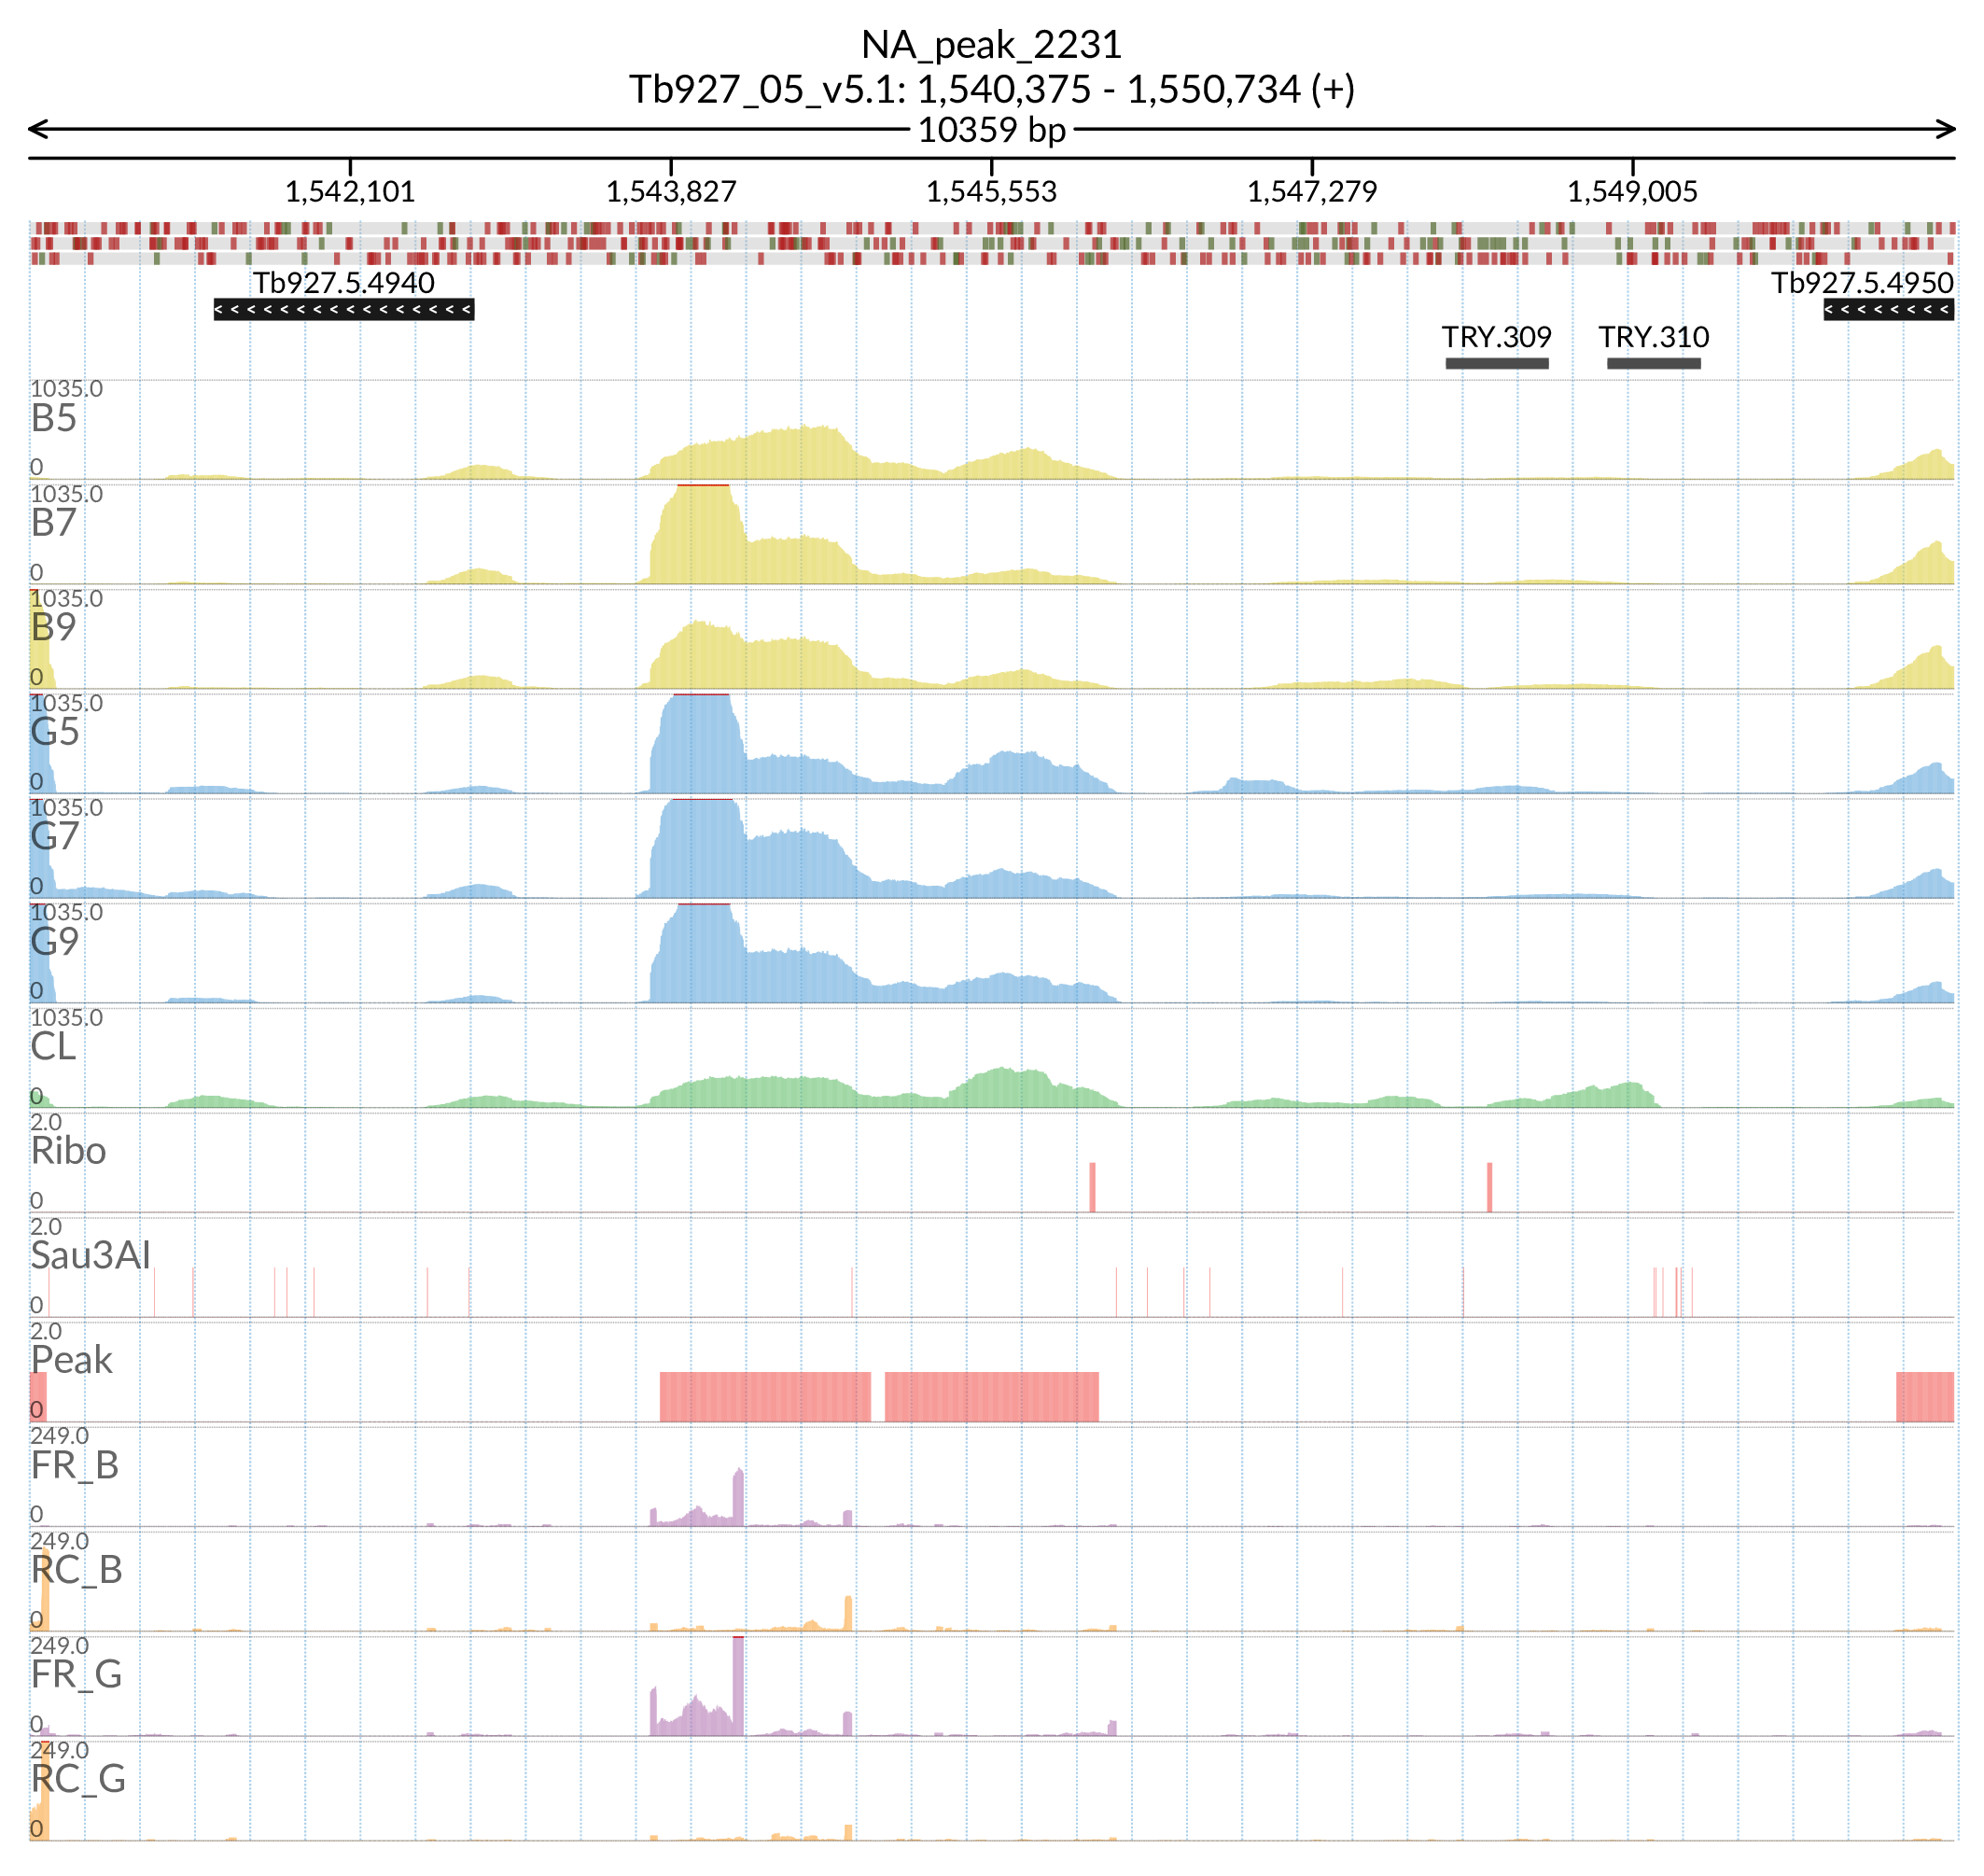 NA_peak_2231
Tb927_05_v5.1: 1,540,375 - 1,550,734 (+)
10359 bp
1,542,101 1,543,827 1,545,553 1,547,279 1,549,005
Tb927.5.4940 Tb927.5.4950
< < < < < < < < < < < < < < < < < < < < < < < <
TRY.309 TRY.310
1035.0
B5
0
1035.0
B7
0
1035.0
B9
0
1035.0
G5
0
1035.0
G7
0
1035.0
G9
0
1035.0
CL
0
2.0
Ribo
0
2.0
Sau3AI
0
2.0
Peak
0
249.0
FR_B
0
249.0
RC_B
0
249.0
FR_G
0
249.0
RC_G
0